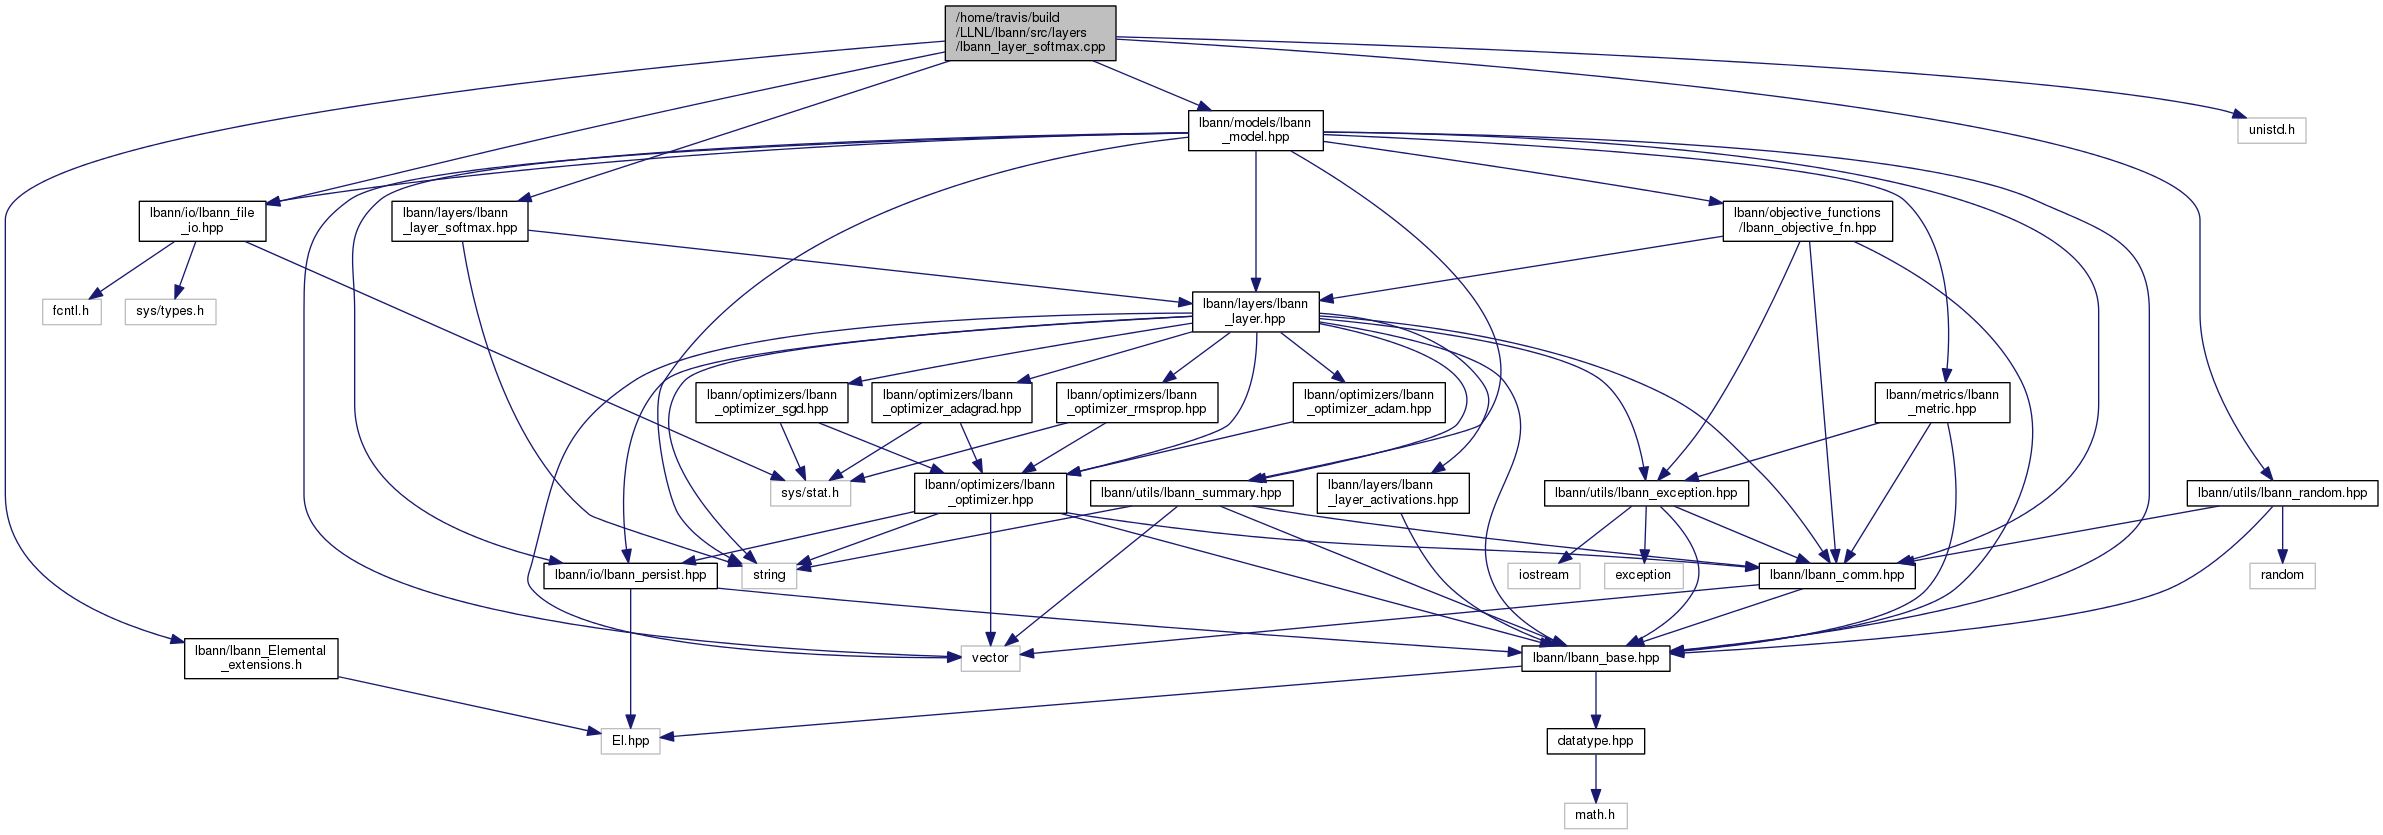 /home/travis/build
/LLNL/lbann/src/layers
/lbann_layer_softmax.cpp
lbann/models/lbann
_model.hpp
unistd.h
lbann/io/lbann_file
_io.hpp
lbann/layers/lbann
_layer_softmax.hpp
lbann/objective_functions
/lbann_objective_fn.hpp
fcntl.h
sys/types.h
lbann/layers/lbann
_layer.hpp
lbann/optimizers/lbann
_optimizer_sgd.hpp
lbann/optimizers/lbann
_optimizer_adagrad.hpp
lbann/optimizers/lbann
_optimizer_rmsprop.hpp
lbann/optimizers/lbann
_optimizer_adam.hpp
lbann/metrics/lbann
_metric.hpp
sys/stat.h
lbann/optimizers/lbann
_optimizer.hpp
lbann/utils/lbann_summary.hpp
lbann/layers/lbann
_layer_activations.hpp
lbann/utils/lbann_exception.hpp
lbann/utils/lbann_random.hpp
lbann/io/lbann_persist.hpp
string
iostream
exception
lbann/lbann_comm.hpp
random
lbann/lbann_Elemental
_extensions.h
vector
lbann/lbann_base.hpp
El.hpp
datatype.hpp
math.h